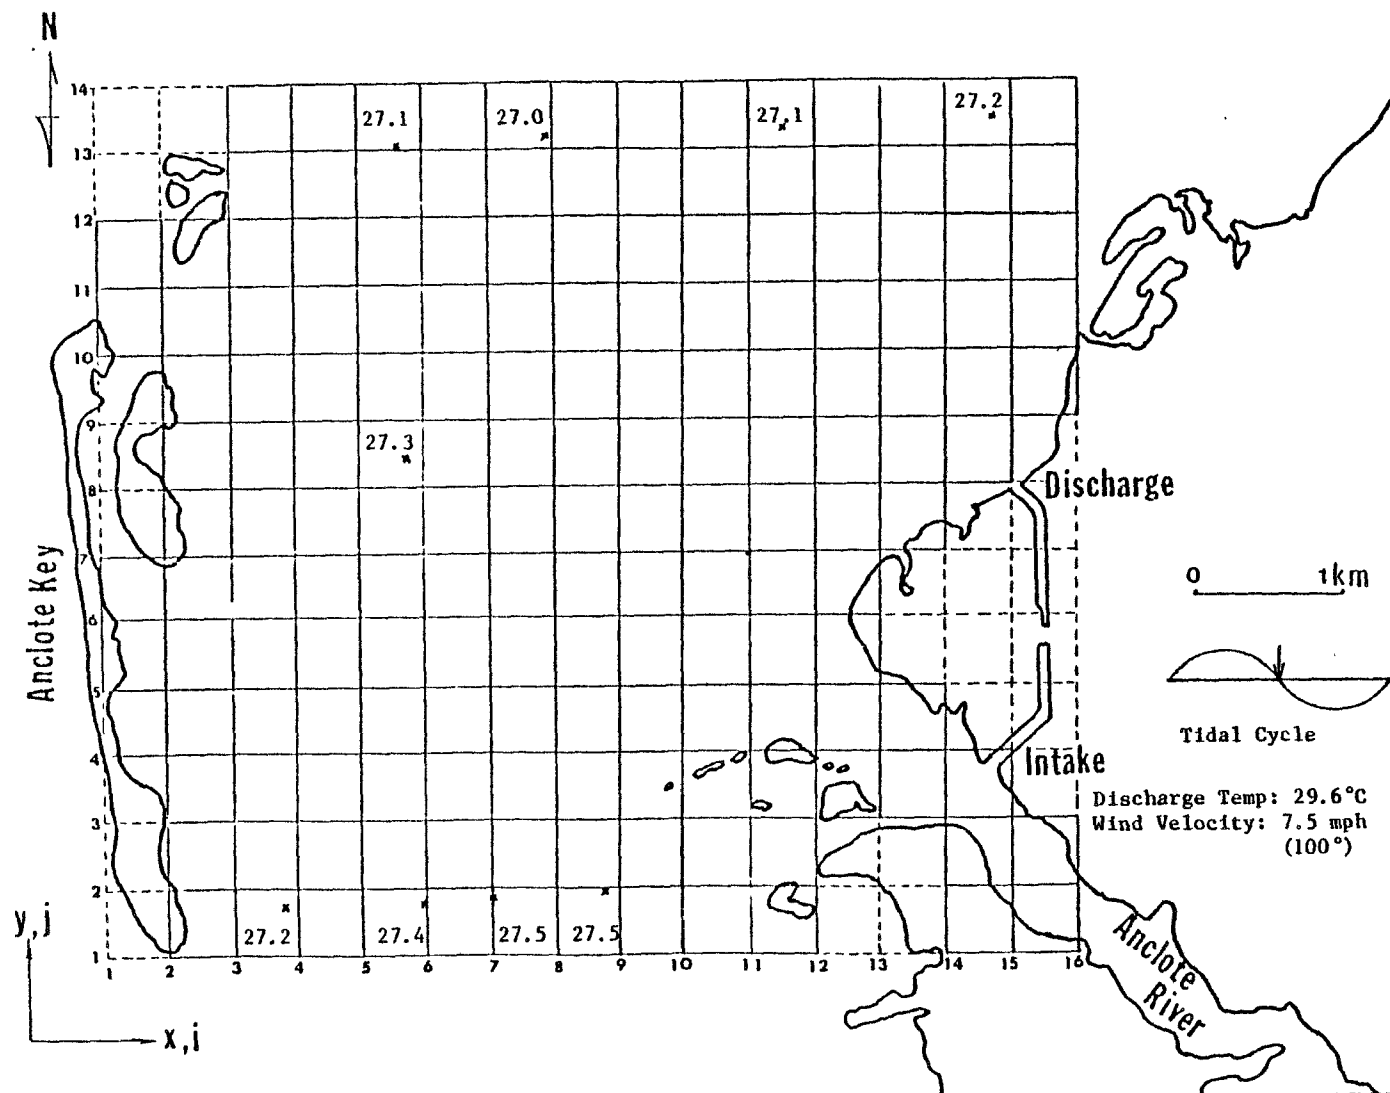 N
14
27.1
27.0
27.1
27.2
13
12
11
10
9
27.3
8
Discharge
7
Anclote Key
0 1km
6
5
Tidal Cycle
4
Intake
Discharge Temp: 29.6°C
3
Wind Velocity: 7.5 mph
(100°)
2
y,j
27.2
27.4
27.5
27.5
Anclote
River
1
1 2 3 4 5 6 7 8 9 10 11 12 13 14 15 16
x,i